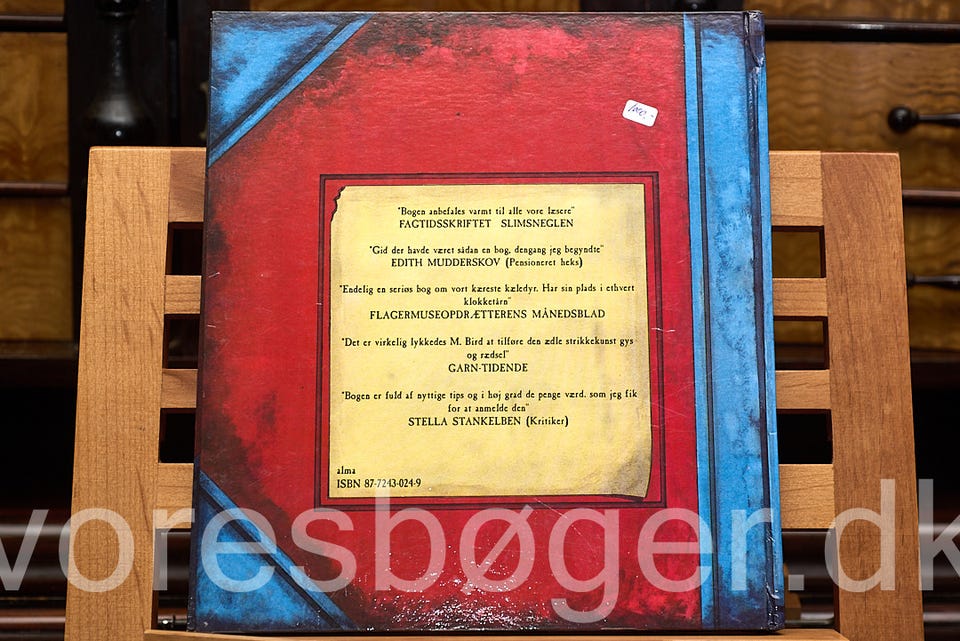 "Bogen anbefales varmt til alle vore læsere"
FAGTIDSSKRIFTET SLIMSNEGLEN
"Gid der havde været sådan en bog, dengang jeg begyndte"
EDITH MUDDERSKOV (Pensioneret heks)
"Endelig en seriøs bog om vort kæreste kæledyr. Har sin plads i ethvert
klokketårn"
FLAGERMUSEOPDRÆTTERENS MÅNEDSBLAD
"Det er virkelig lykkedes M. Bird at tilføre den ædle strikkekunst gys
og rædsel"
GARN-TIDENDE
"Bogen er fuld af nyttige tips og i høj grad de penge værd. som jeg fik
for at anmelde den"
STELLA STANKELBEN (Kritiker)
alma
ISBN 87-7243-024-9
voresbøger.dk